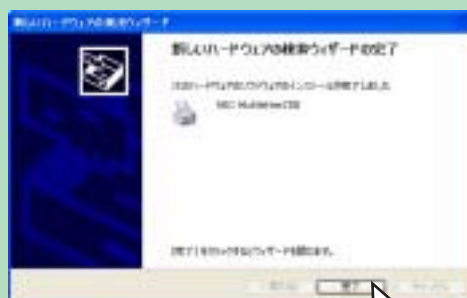 新しいハードウェアの検索ウィザード
新しいハードウェアの検索ウィザードの完了
次のハードウェアのソフトウェアのインストールが完了しました
NEC MultiWriter
[完了] をクリックするとウィザードを閉じます。
完了